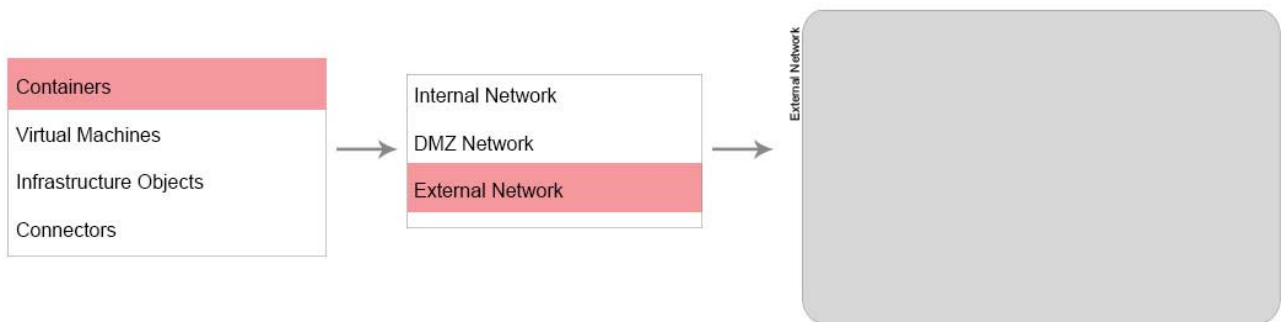 Containers
Virtual Machines
Infrastructure Objects
Connectors
Internal Network
DMZ Network
External Network
External Network